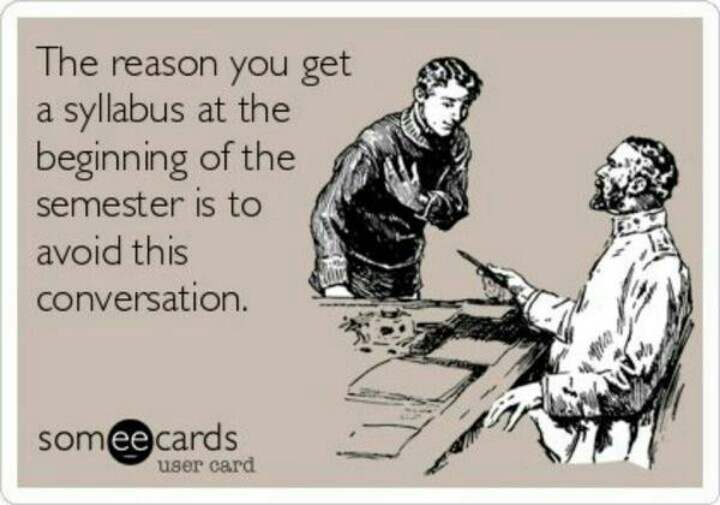 The reason you get
a syllabus at the
beginning of the
semester is to
avoid this
conversation.
someecards
user card